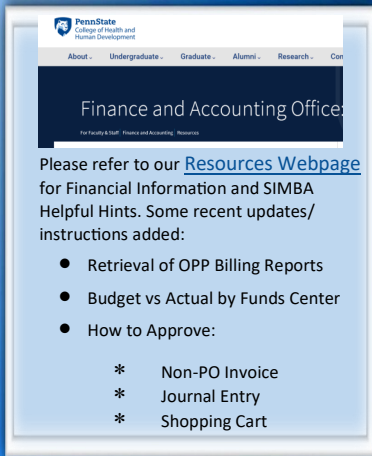 PennState
College of Health and
Human Development
About Undergraduate Graduate Alumni Research Con
Finance and Accounting Office:
For Faculty & Staff Finance and Accounting Resources
Please refer to our Resources Webpage
for Financial Information and SIMBA
Helpful Hints. Some recent updates/
instructions added:
● Retrieval of OPP Billing Reports
● Budget vs Actual by Funds Center
● How to Approve:
* Non-PO Invoice
* Journal Entry
* Shopping Cart